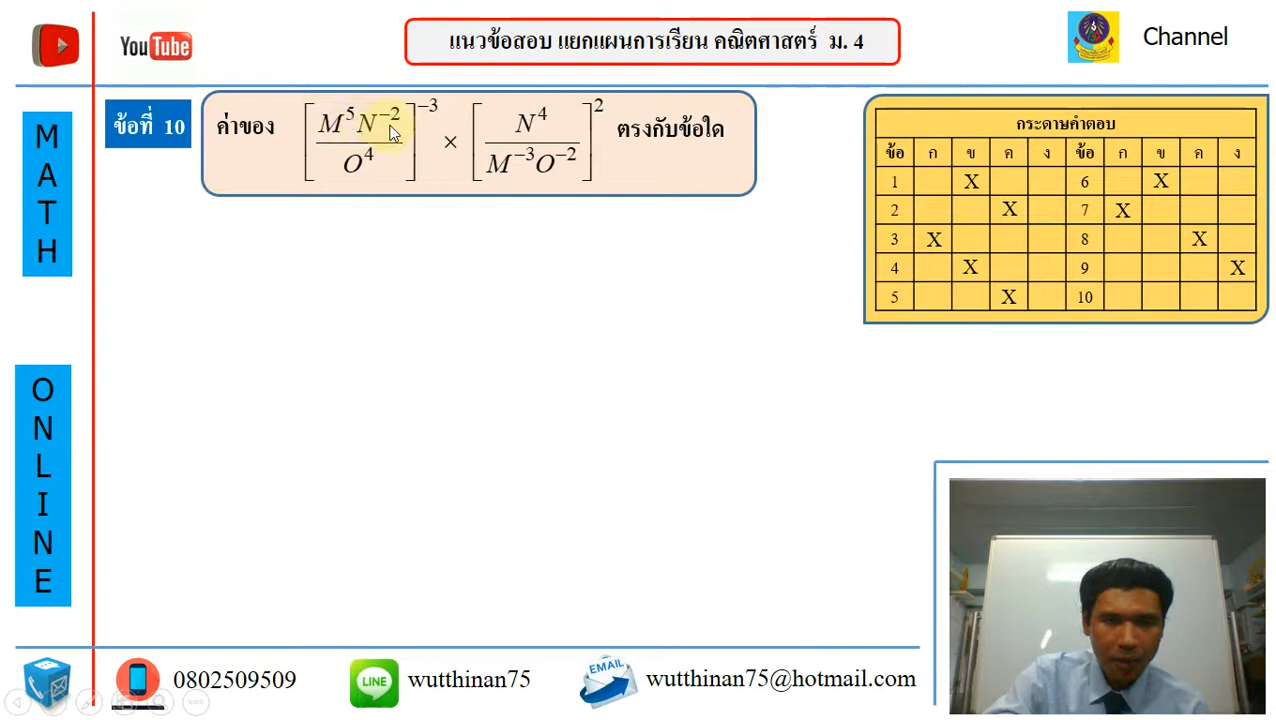 YouTube
แนวข้อสอบ แยกแผนการเรียน คณิตศาสตร์ ม. 4
Channel
M
A
T
H
O
N
L
I
N
E
ข้อที่ 10
ค่าของ [M⁵N⁻²/O⁴]⁻³ × [N⁴/M⁻³O⁻²]² ตรงกับข้อใด
กระดาษคำตอบ
ข้อ ก ข ค ง ข้อ ก ข ค ง
1 X 6 X
2 X 7 X
3 X 8 X
4 X 9 X
5 X 10
0802509509
LINE
wutthinan75
EMAIL
wutthinan75@hotmail.com